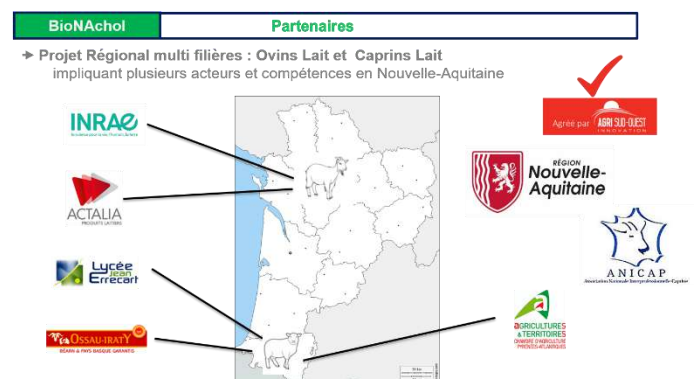 BioNAchol
Partenaires
➔ Projet Régional multi filières : Ovins Lait et Caprins Lait
impliquant plusieurs acteurs et compétences en Nouvelle-Aquitaine
INRAE
Agréé par AGRI SUD-OUEST
INNOVATION
RÉGION
Nouvelle-
Aquitaine
ACTALIA
PRODUITS LAITIERS
ANICAP
Association Nationale Interprofessionnelle Caprine
Lycée
Jean
Errecart
OSSAU-IRATY
BÉARN & PAYS BASQUE GARANTIS
AGRICULTURES
& TERRITOIRES
CHAMBRE D'AGRICULTURE
PYRÉNÉES-ATLANTIQUES